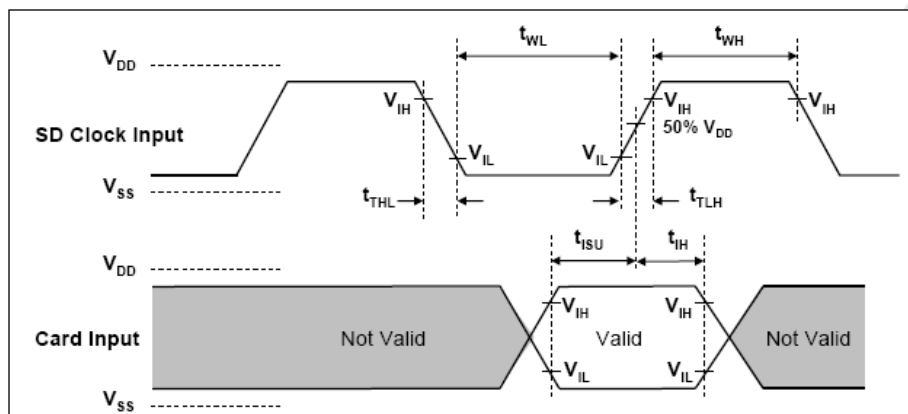 t_WL t_WH
V_DD
V_IH V_IH V_IH
50% V_DD
SD Clock Input
V_IL V_IL
V_SS
t_THL t_TLH
t_ISU t_IH
V_DD
V_IH V_IH
Card Input Not Valid Valid Not Valid
V_IL V_IL
V_SS